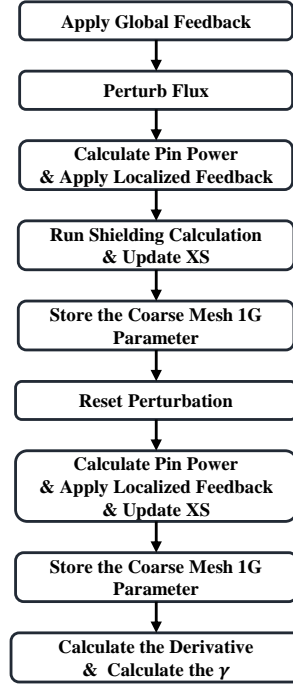 Apply Global Feedback
Perturb Flux
Calculate Pin Power
& Apply Localized Feedback
Run Shielding Calculation
& Update XS
Store the Coarse Mesh 1G
Parameter
Reset Perturbation
Calculate Pin Power
& Apply Localized Feedback
& Update XS
Store the Coarse Mesh 1G
Parameter
Calculate the Derivative
& Calculate the γ